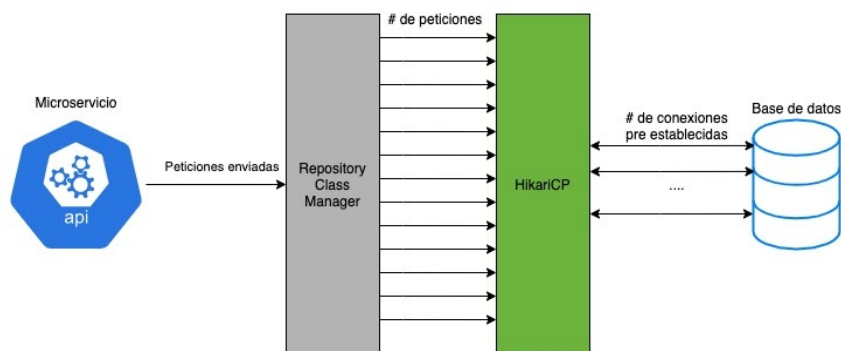 # de peticiones
Microservicio
api
Peticiones enviadas
Repository
Class
Manager
HikariCP
# de conexiones
pre establecidas
....
Base de datos